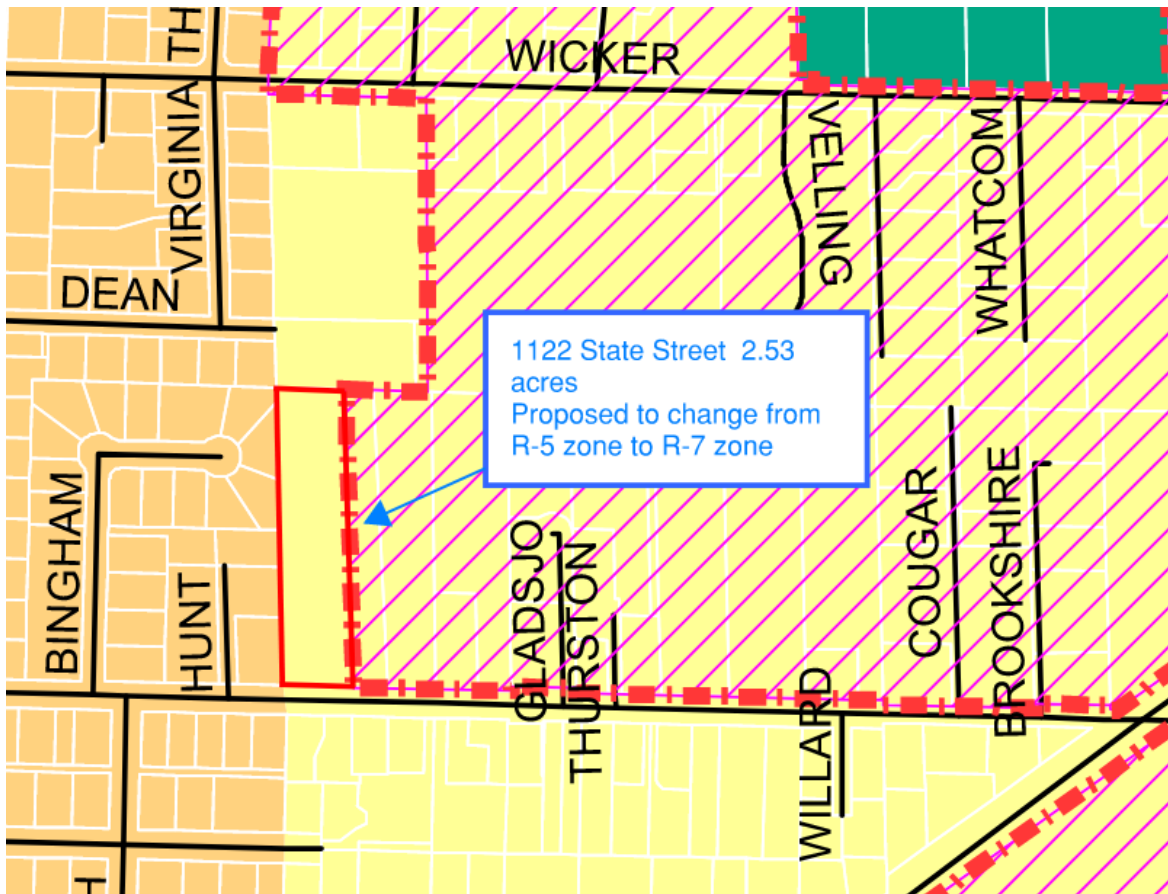 WICKER
TH
VIRGINIA
VELLING
WHATCOM
DEAN
1122 State Street  2.53
acres
Proposed to change from
R-5 zone to R-7 zone
BINGHAM
HUNT
GLADSJO
THURSTON
COUGAR
BROOKSHIRE
WILLARD
H